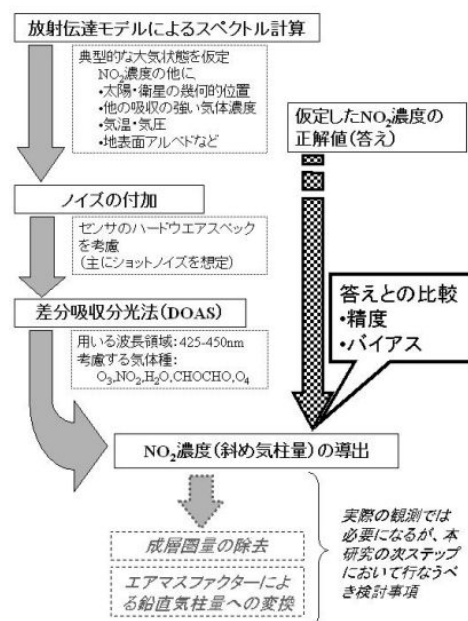 放射伝達モデルによるスペクトル計算
典型的な大気状態を仮定
NO₂濃度の他に
・太陽・衛星の幾何的位置
・他の吸収の強い気体濃度
・気温・気圧
・地表面アルベドなど
ノイズの付加
センサのハードウエアスペック
を考慮
(主にショットノイズを想定)
差分吸収分光法(DOAS)
用いる波長領域:425-450nm
考慮する気体種:
O₃,NO₂,H₂O,CHOCHO,O₄
仮定したNO₂濃度の
正解値(答え)
答えとの比較
・精度
・バイアス
NO₂濃度(斜め気柱量)の導出
成層圏量の除去
エアマスファクターによ
る鉛直気柱量への変換
実際の観測では
必要になるが、本
研究の次ステップ
において行なうべ
き検討事項